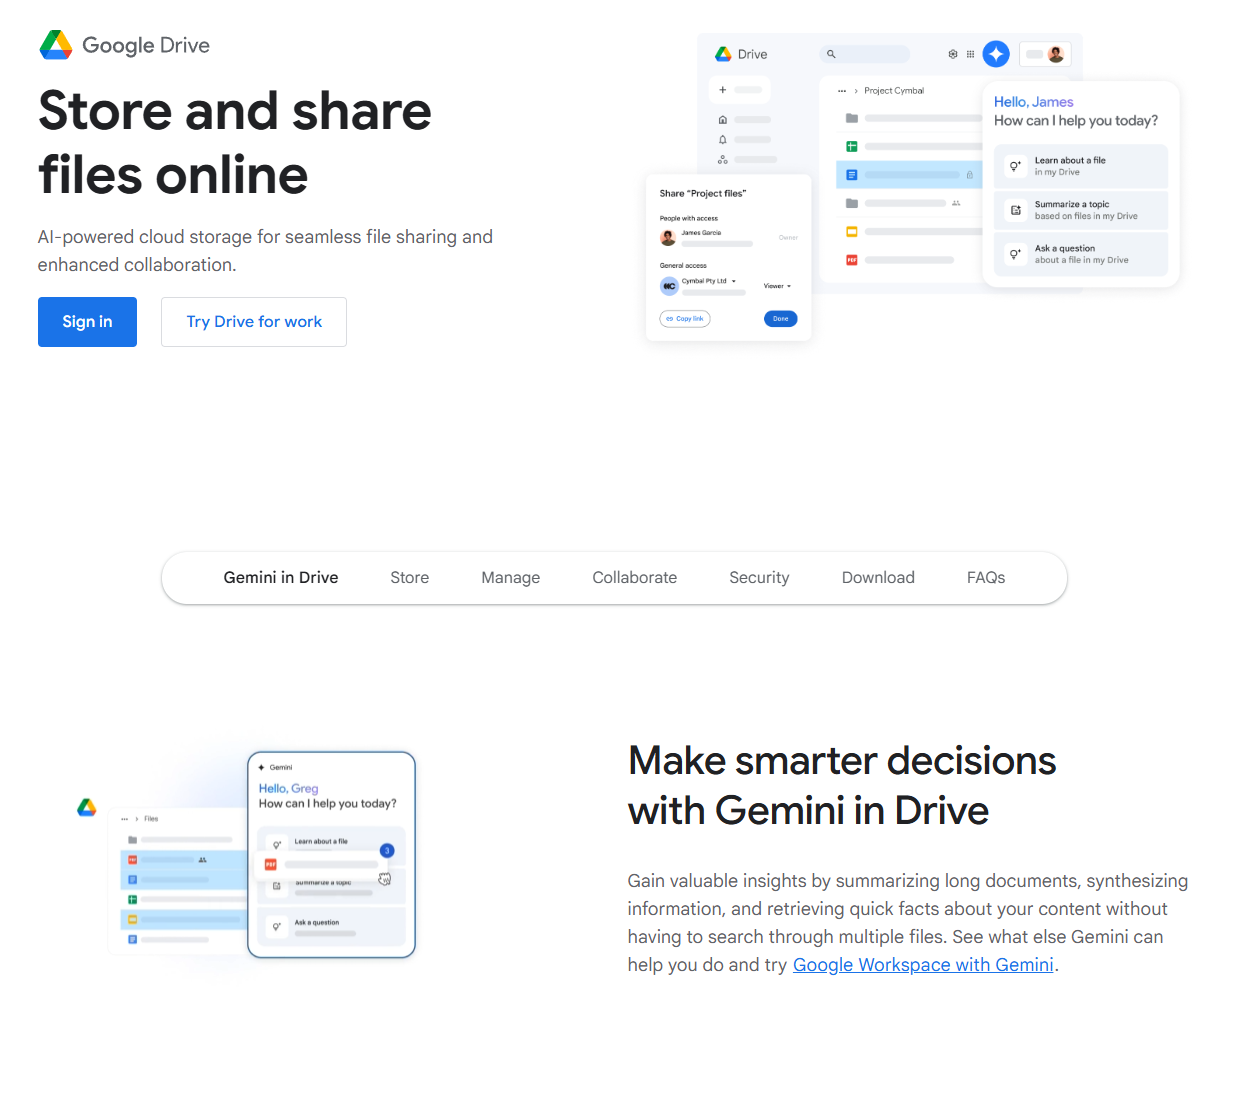 Google Drive
Store and share
files online
AI-powered cloud storage for seamless file sharing and
enhanced collaboration.
Sign in
Try Drive for work
Drive
Project Cymbal
Hello, James
How can I help you today?
Learn about a file
in my Drive
Summarize a topic
based on files in my Drive
Ask a question
about a file in my Drive
Share “Project files”
People with access
James Garcia
Owner
General access
Cymbal Pty Ltd
Viewer
Copy link
Done
PDF
Gemini in Drive
Store
Manage
Collaborate
Security
Download
FAQs
Files
PDF
Gemini
Hello, Greg
How can I help you today?
Learn about a file
3
PDF
Summarize a topic
Ask a question
Make smarter decisions
with Gemini in Drive
Gain valuable insights by summarizing long documents, synthesizing
information, and retrieving quick facts about your content without
having to search through multiple files. See what else Gemini can
help you do and try Google Workspace with Gemini.